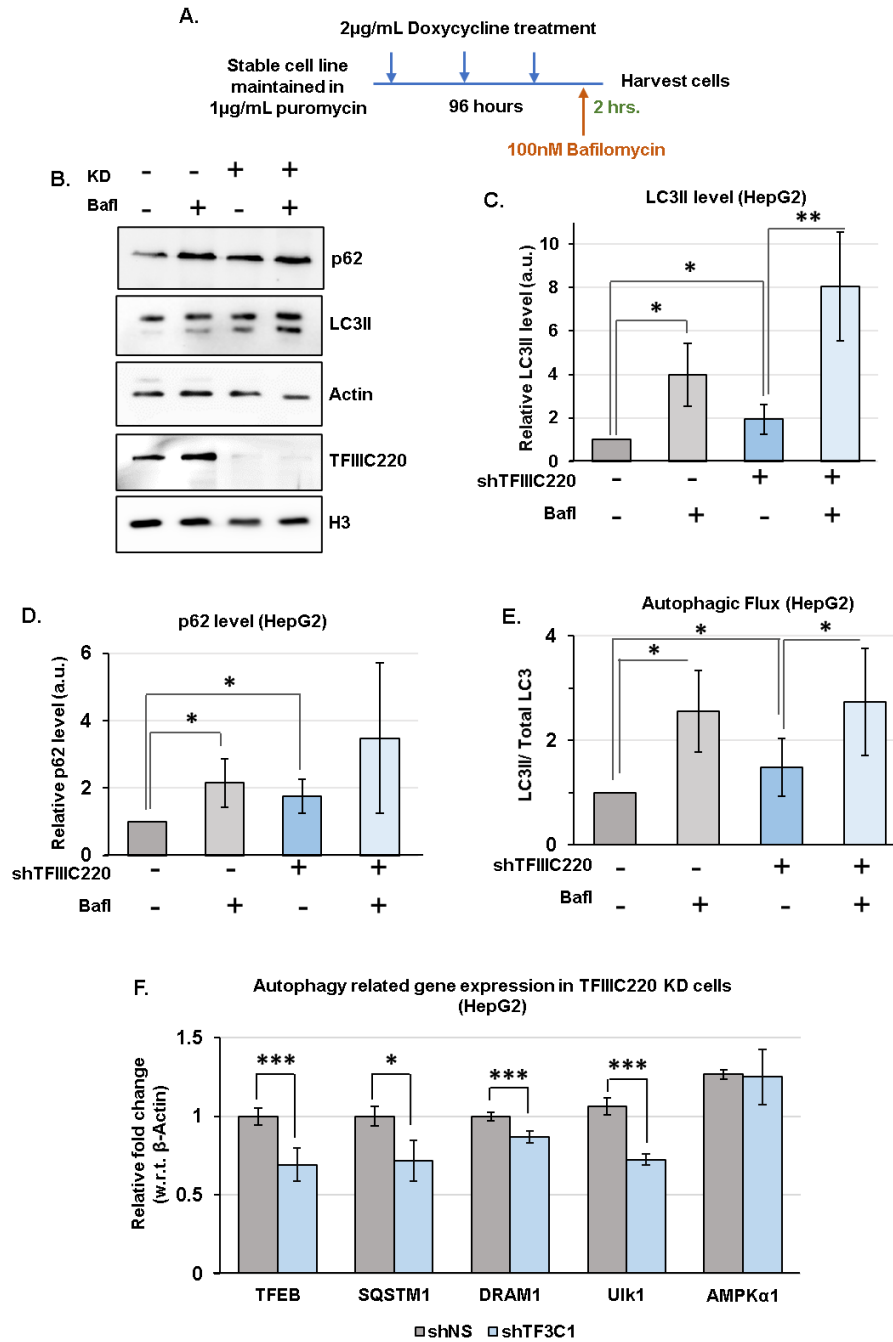 A.
2µg/mL Doxycycline treatment
Stable cell line
maintained in
1µg/mL puromycin
96 hours
Harvest cells
2 hrs.
100nM Bafilomycin
B.
KD - - + +
Bafl - + - +
p62
LC3II
Actin
TFIIIC220
H3
C.
LC3II level (HepG2)
Relative LC3II level (a.u.)
10
8
6
4
2
0
*
*
**
shTFIIIC220 - - + +
Bafl - + - +
D.
p62 level (HepG2)
Relative p62 level (a.u.)
6
4
2
0
*
*
shTFIIIC220 - - + +
Bafl - + - +
E.
Autophagic Flux (HepG2)
LC3II/ Total LC3
4
2
0
*
*
*
shTFIIIC220 - - + +
Bafl - + - +
F.
Autophagy related gene expression in TFIIIC220 KD cells
(HepG2)
Relative fold change
(w.r.t. β-Actin)
1.5
1
0.5
0
*** * *** ***
TFEB SQSTM1 DRAM1 Ulk1 AMPKα1
shNS shTF3C1